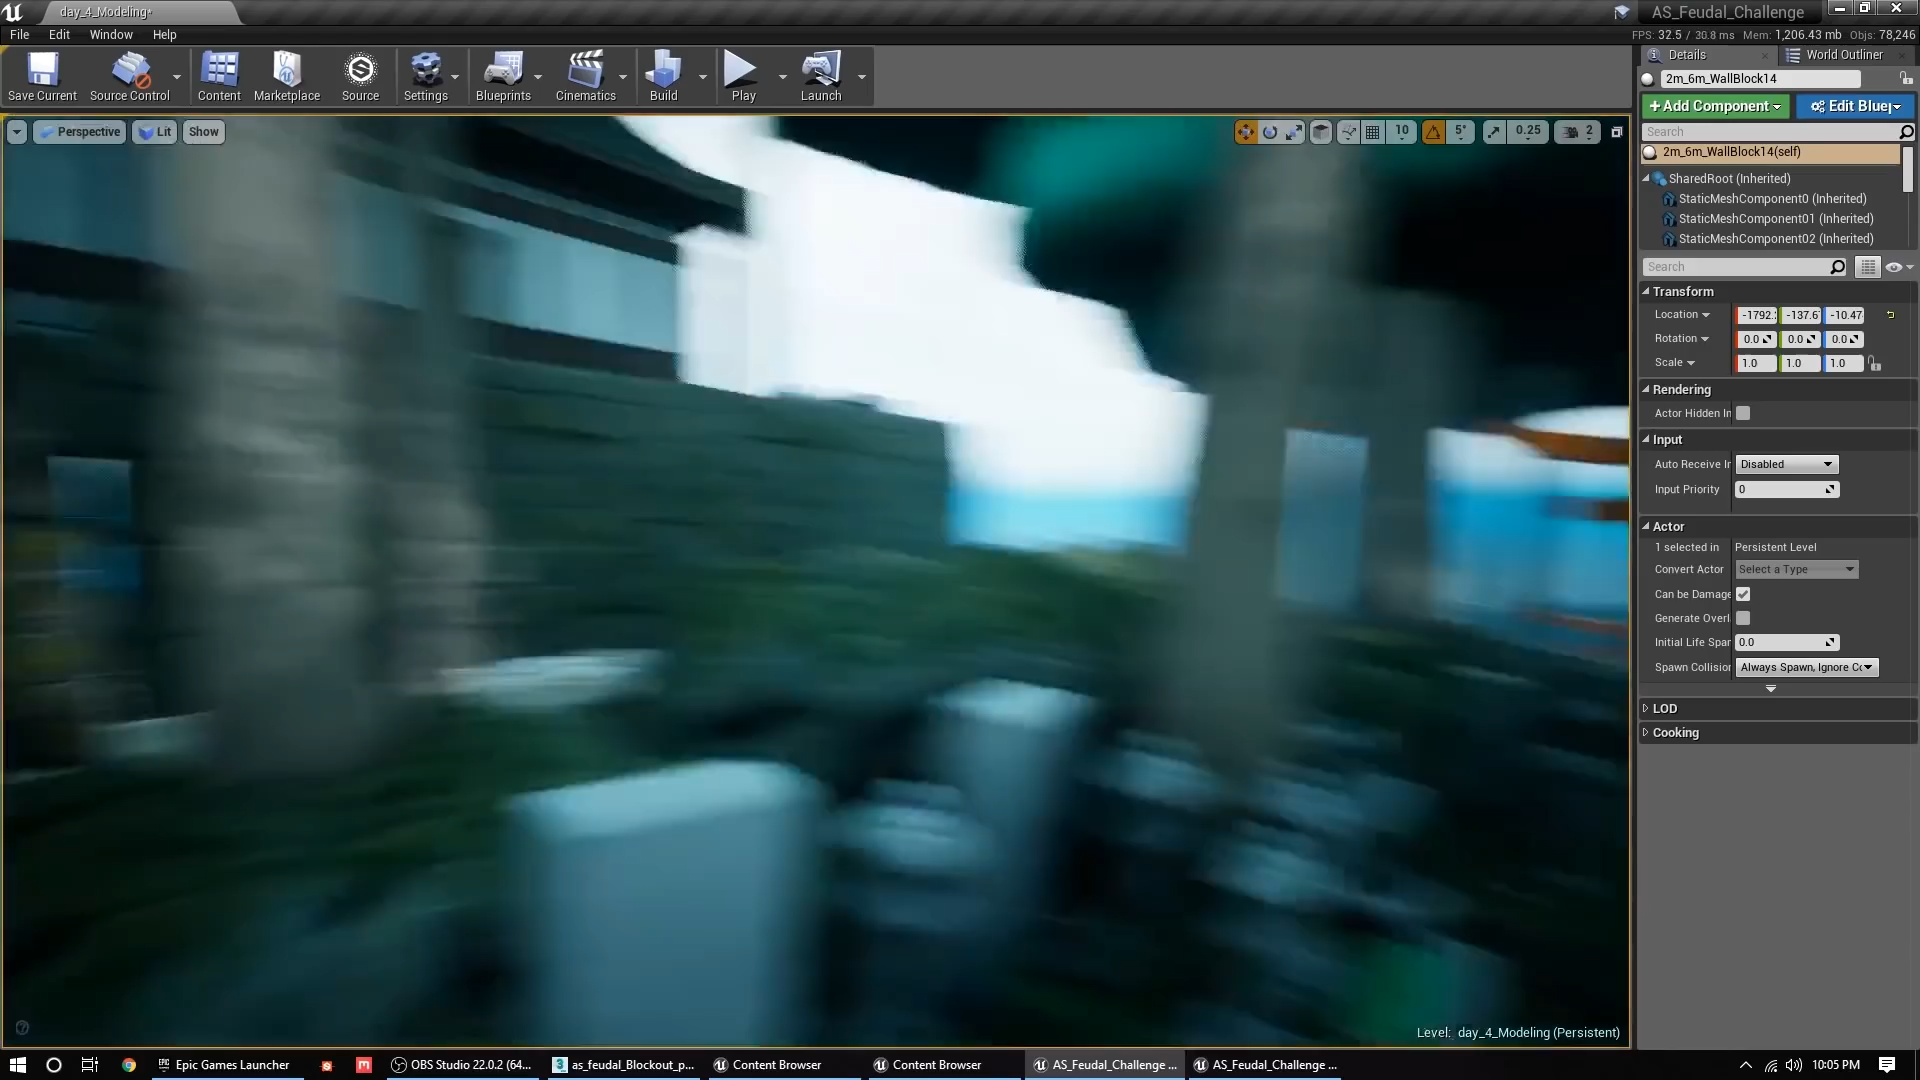 day_4_Modeling*
AS_Feudal_Challenge
File Edit Window Help
FPS: 32.5 / 30.8 ms Mem: 1,206.43 mb Objs: 78,246
Save Current
Source Control
Content
Marketplace
Source
Settings
Blueprints
Cinematics
Build
Play
Launch
Details
World Outliner
2m_6m_WallBlock14
+Add Component
Edit Bluep
Search
2m_6m_WallBlock14(self)
SharedRoot (Inherited)
StaticMeshComponent0 (Inherited)
StaticMeshComponent01 (Inherited)
StaticMeshComponent02 (Inherited)
Search
Perspective Lit Show
10 5° 0.25 2
Transform
Location -1792. -137.6 -10.47
Rotation 0.0 0.0 0.0
Scale 1.0 1.0 1.0
Rendering
Actor Hidden In
Input
Auto Receive In Disabled
Input Priority 0
Actor
1 selected in Persistent Level
Convert Actor Select a Type
Can be Damage
Generate Overl
Initial Life Span 0.0
Spawn Collision Always Spawn, Ignore Co
LOD
Cooking
Level: day_4_Modeling (Persistent)
Epic Games Launcher
OBS Studio 22.0.2 (64...
as_feudal_Blockout_p...
Content Browser
Content Browser
AS_Feudal_Challenge ...
AS_Feudal_Challenge ...
10:05 PM